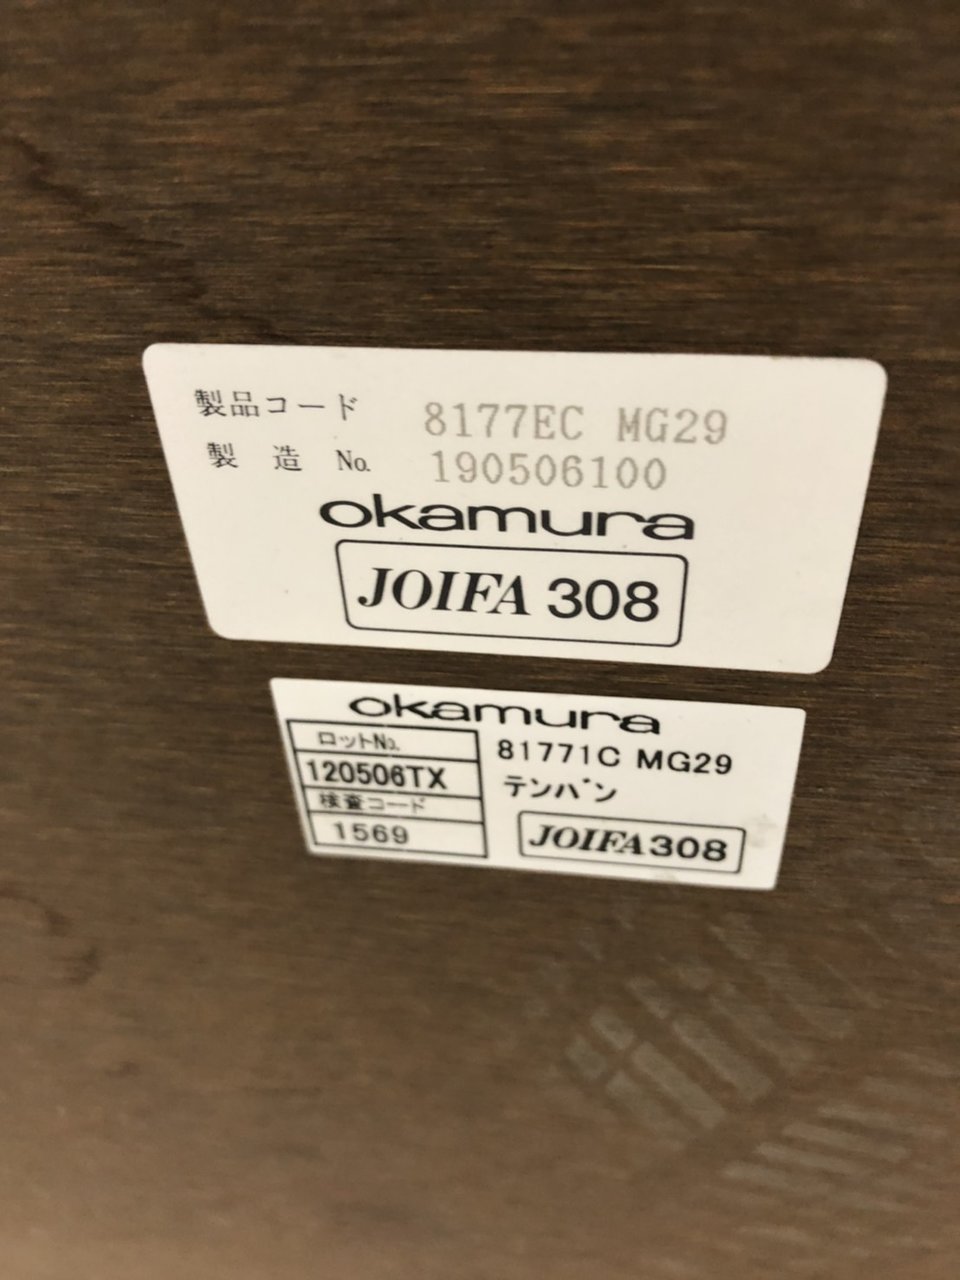 製品コード 8177EC MG29
製造 No. 190506100
okamura
JOIFA 308
okamura
ロットNo.
120506TX
検査コード
1569
81771C MG29
テンバン
JOIFA 308